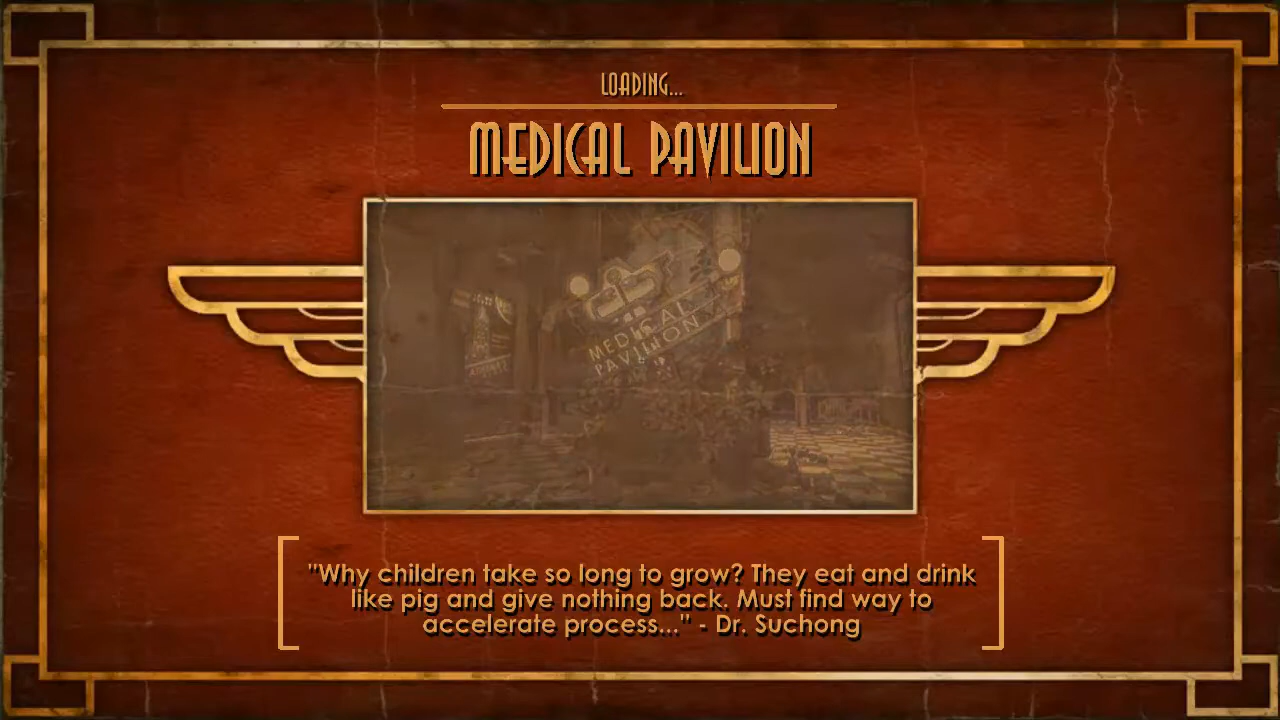 LOADING...
MEDICAL PAVILION
MEDICAL
PAVILION
"Why children take so long to grow? They eat and drink
like pig and give nothing back. Must find way to
accelerate process..." - Dr. Suchong